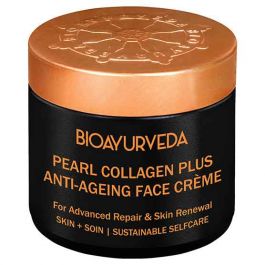 BIOAYURVEDA
PEARL COLLAGEN PLUS
ANTI-AGEING FACE CRÈME
For Advanced Repair & Skin Renewal
SKIN + SOIN | SUSTAINABLE SELFCARE